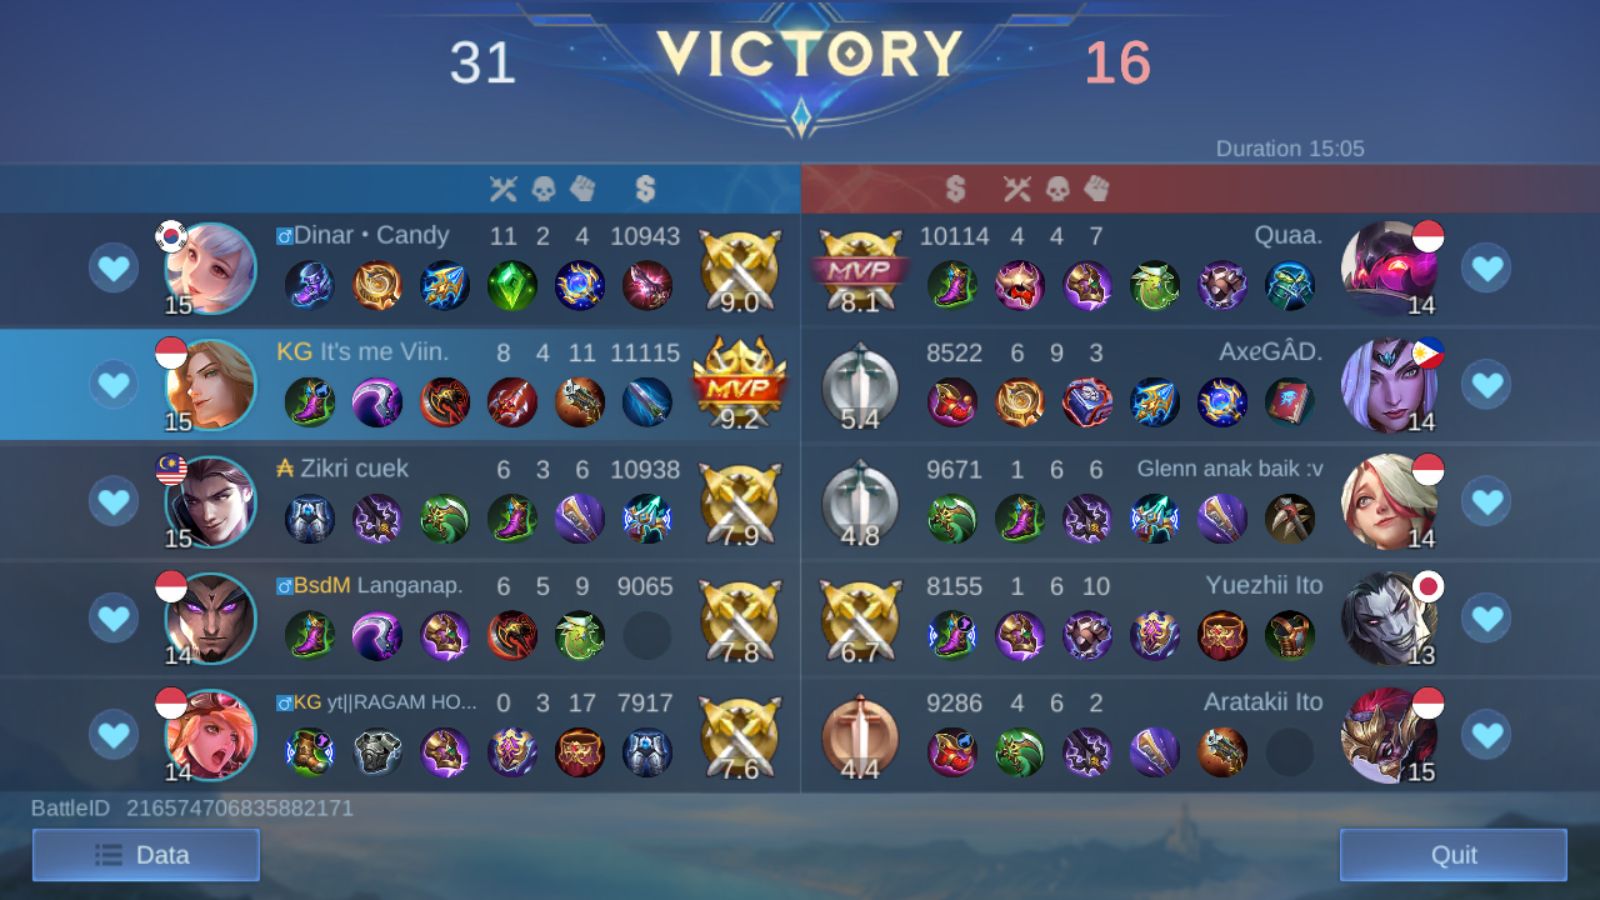 31 VICTORY 16
Duration 15:05
Dinar • Candy 11 2 4 10943 9.0 15
MVP 8.1 10114 4 4 7 Quaa. 14
KG It's me Viin. 8 4 11 11115 MVP 9.2 15
5.4 8522 6 9 3 AxeGÂD. 14
Zikri cuek 6 3 6 10938 7.9 15
4.8 9671 1 6 6 Glenn anak baik :v 14
BsdM Langanap. 6 5 9 9065 7.8 14
6.7 8155 1 6 10 Yuezhii Ito 13
KG yt||RAGAM HO... 0 3 17 7917 7.6 14
4.4 9286 4 6 2 Aratakii Ito 15
BattleID 216574706835882171
Data
Quit